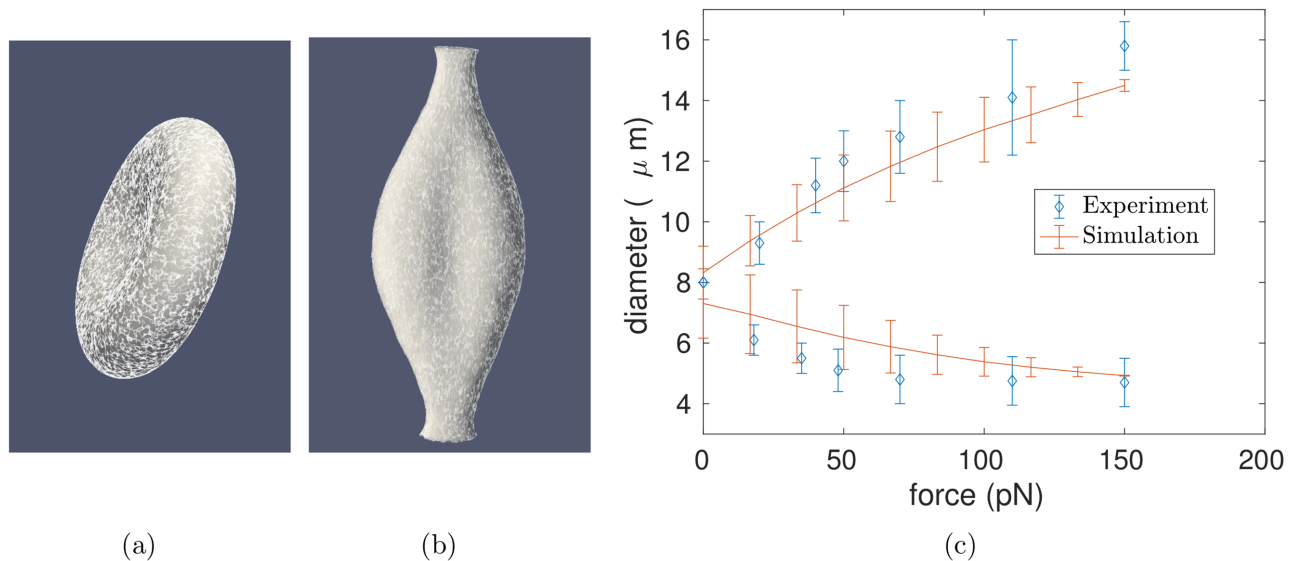 16
14
12
10
8
6
4
diameter ( μ m)
0
50
100
150
200
force (pN)
Experiment
Simulation
(a)
(b)
(c)